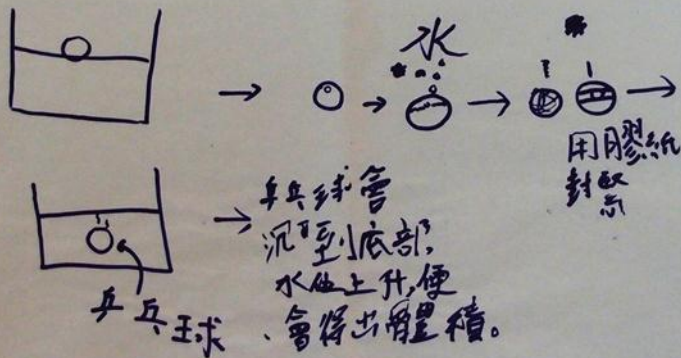 水
用膠紙
封緊
乒乓球會
沉到底部,
水位上升,便
會得出體積。
乒乓球